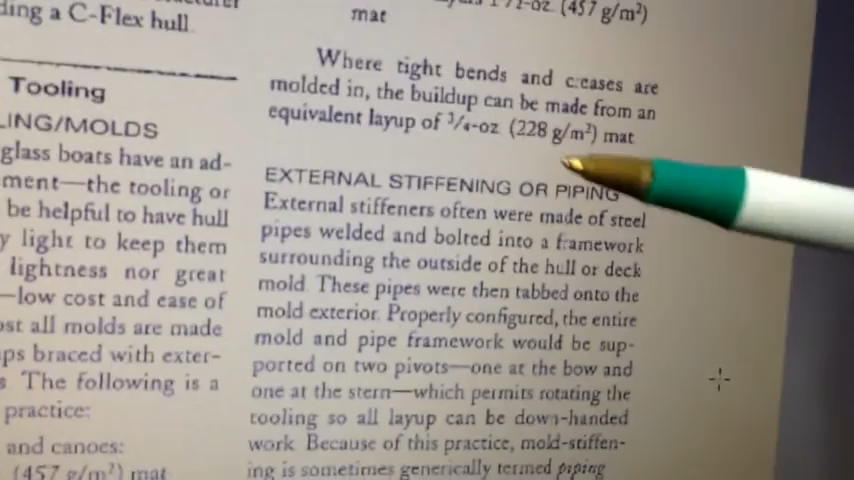 ding a C-Flex hull
Tooling
LING/MOLDS
glass boats have an ad-
ment—the tooling or
be helpful to have hull
y light to keep them
lightness nor great
—low cost and ease of
ost all molds are made
ps braced with exter-
s. The following is a
practice:
and canoes:
(457 g/m²) mat
1½-oz. (457 g/m²)
mat
Where tight bends and creases are
molded in, the buildup can be made from an
equivalent layup of ¾-oz (228 g/m²) mat
EXTERNAL STIFFENING OR PIPING
External stiffeners often were made of steel
pipes welded and bolted into a framework
surrounding the outside of the hull or deck
mold. These pipes were then tabbed onto the
mold exterior. Properly configured, the entire
mold and pipe framework would be sup-
ported on two pivots—one at the bow and
one at the stern—which permits rotating the
tooling so all layup can be down-handed
work. Because of this practice, mold-stiffen-
ing is sometimes generically termed piping